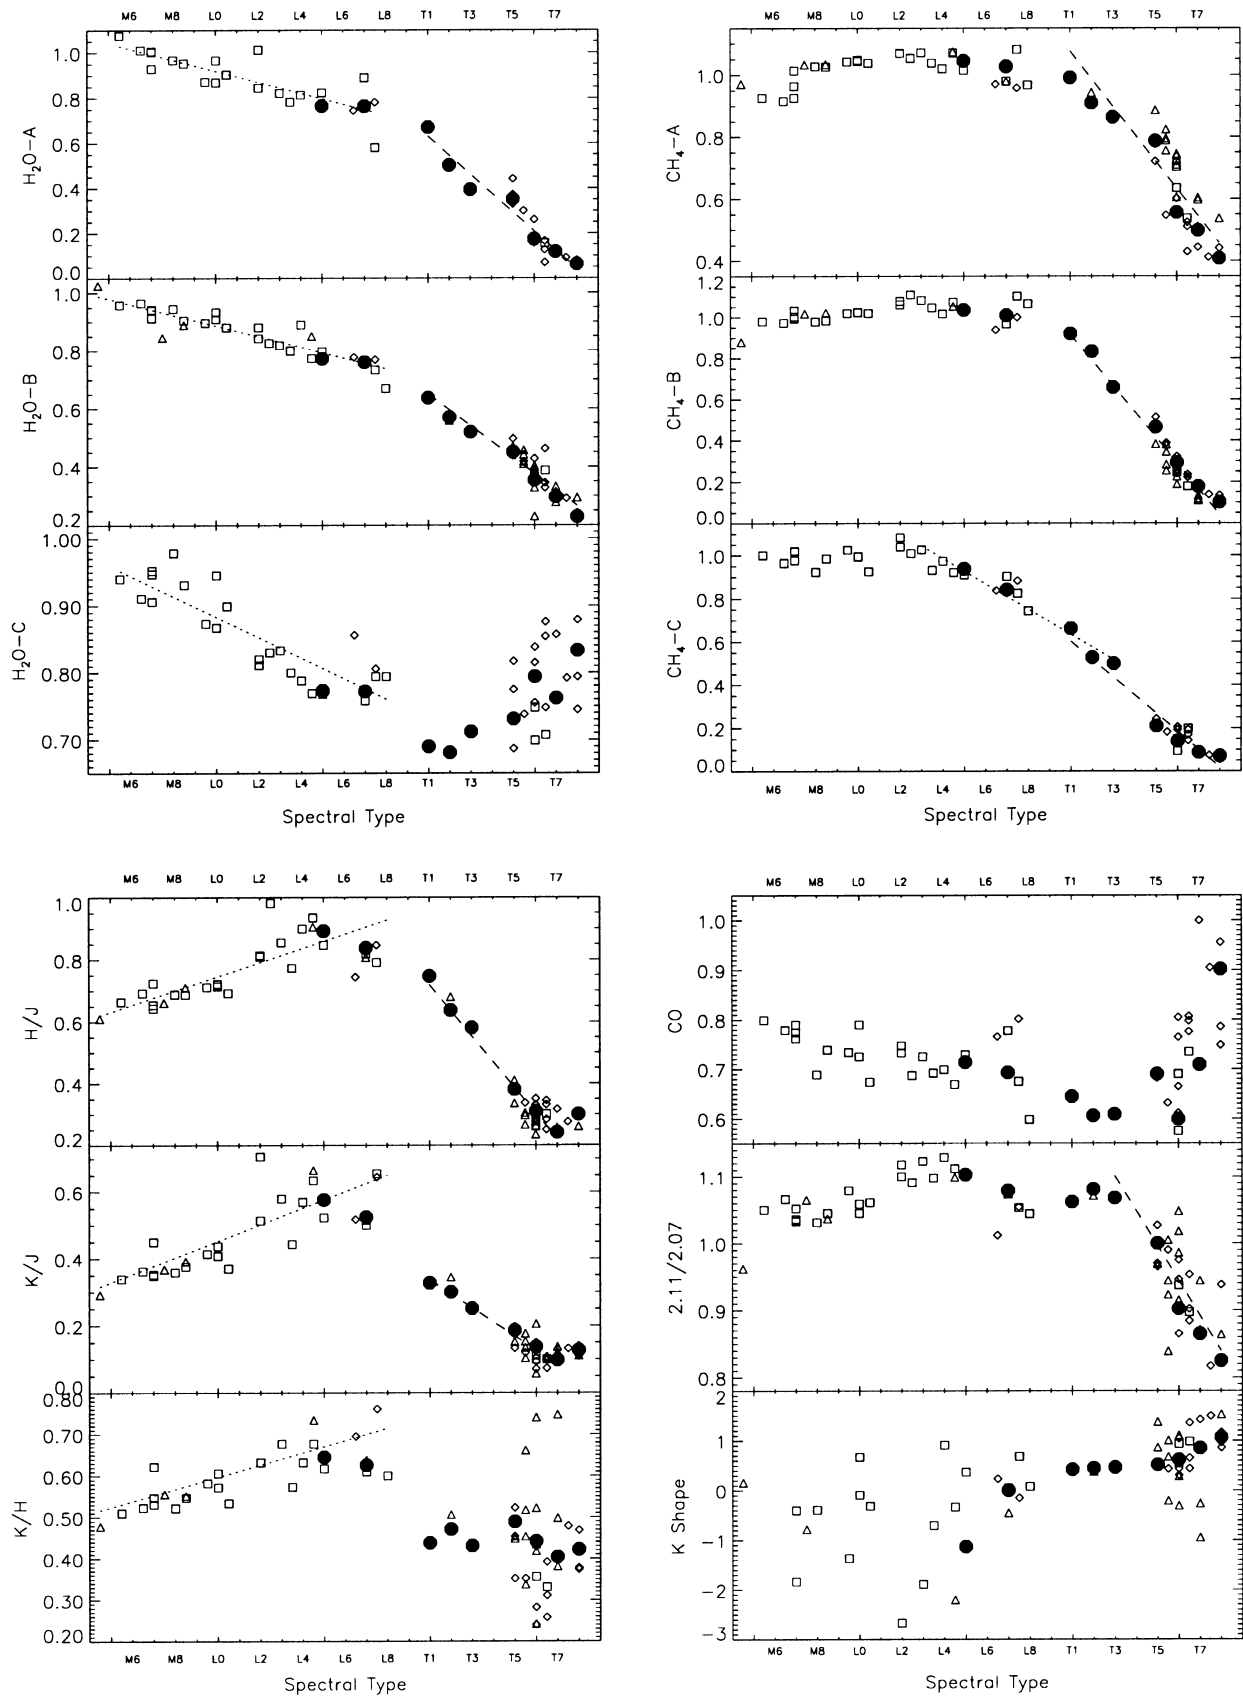 M6 M8 L0 L2 L4 L6 L8 T1 T3 T5 T7
1.0
0.8
0.6
0.4
0.2
0.0
H2O-A
1.0
0.8
0.6
0.4
0.2
H2O-B
1.00
0.90
0.80
0.70
H2O-C
M6 M8 L0 L2 L4 L6 L8 T1 T3 T5 T7
Spectral Type
M6 M8 L0 L2 L4 L6 L8 T1 T3 T5 T7
1.0
0.8
0.6
0.4
CH4-A
1.2
1.0
0.8
0.6
0.4
0.2
0.0
CH4-B
1.0
0.8
0.6
0.4
0.2
0.0
CH4-C
M6 M8 L0 L2 L4 L6 L8 T1 T3 T5 T7
Spectral Type
M6 M8 L0 L2 L4 L6 L8 T1 T3 T5 T7
1.0
0.8
0.6
0.4
0.2
H/J
0.6
0.4
0.2
0.0
K/J
0.80
0.70
0.60
0.50
0.40
0.30
0.20
K/H
M6 M8 L0 L2 L4 L6 L8 T1 T3 T5 T7
Spectral Type
M6 M8 L0 L2 L4 L6 L8 T1 T3 T5 T7
1.0
0.9
0.8
0.7
0.6
CO
1.1
1.0
0.9
0.8
2.11/2.07
2
1
0
-1
-2
-3
K Shape
M6 M8 L0 L2 L4 L6 L8 T1 T3 T5 T7
Spectral Type